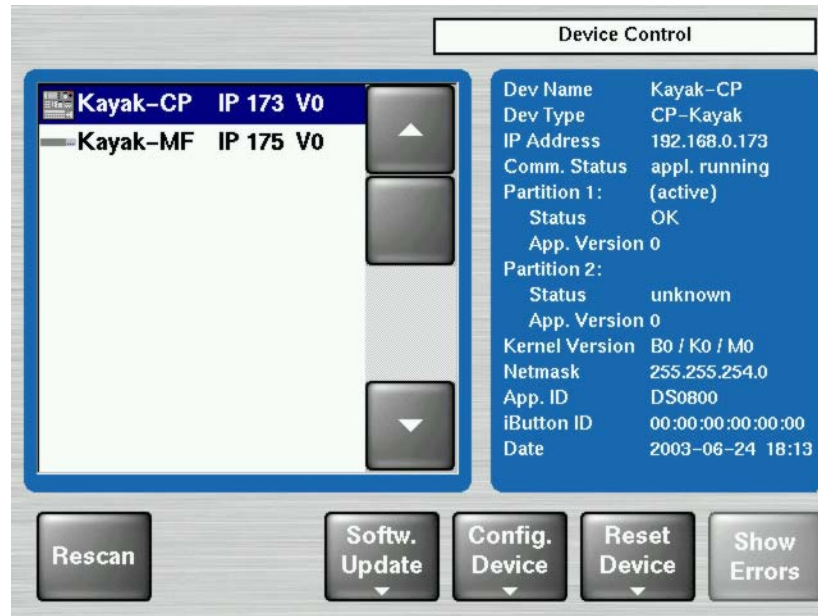 Device Control
Kayak-CP IP 173 V0
Kayak-MF IP 175 V0
Dev Name Kayak-CP
Dev Type CP-Kayak
IP Address 192.168.0.173
Comm. Status appl. running
Partition 1: (active)
Status OK
App. Version 0
Partition 2:
Status unknown
App. Version 0
Kernel Version B0 / K0 / M0
Netmask 255.255.254.0
App. ID DS0800
iButton ID 00:00:00:00:00:00
Date 2003-06-24 18:13
Rescan
Softw.
Update
Config.
Device
Reset
Device
Show
Errors